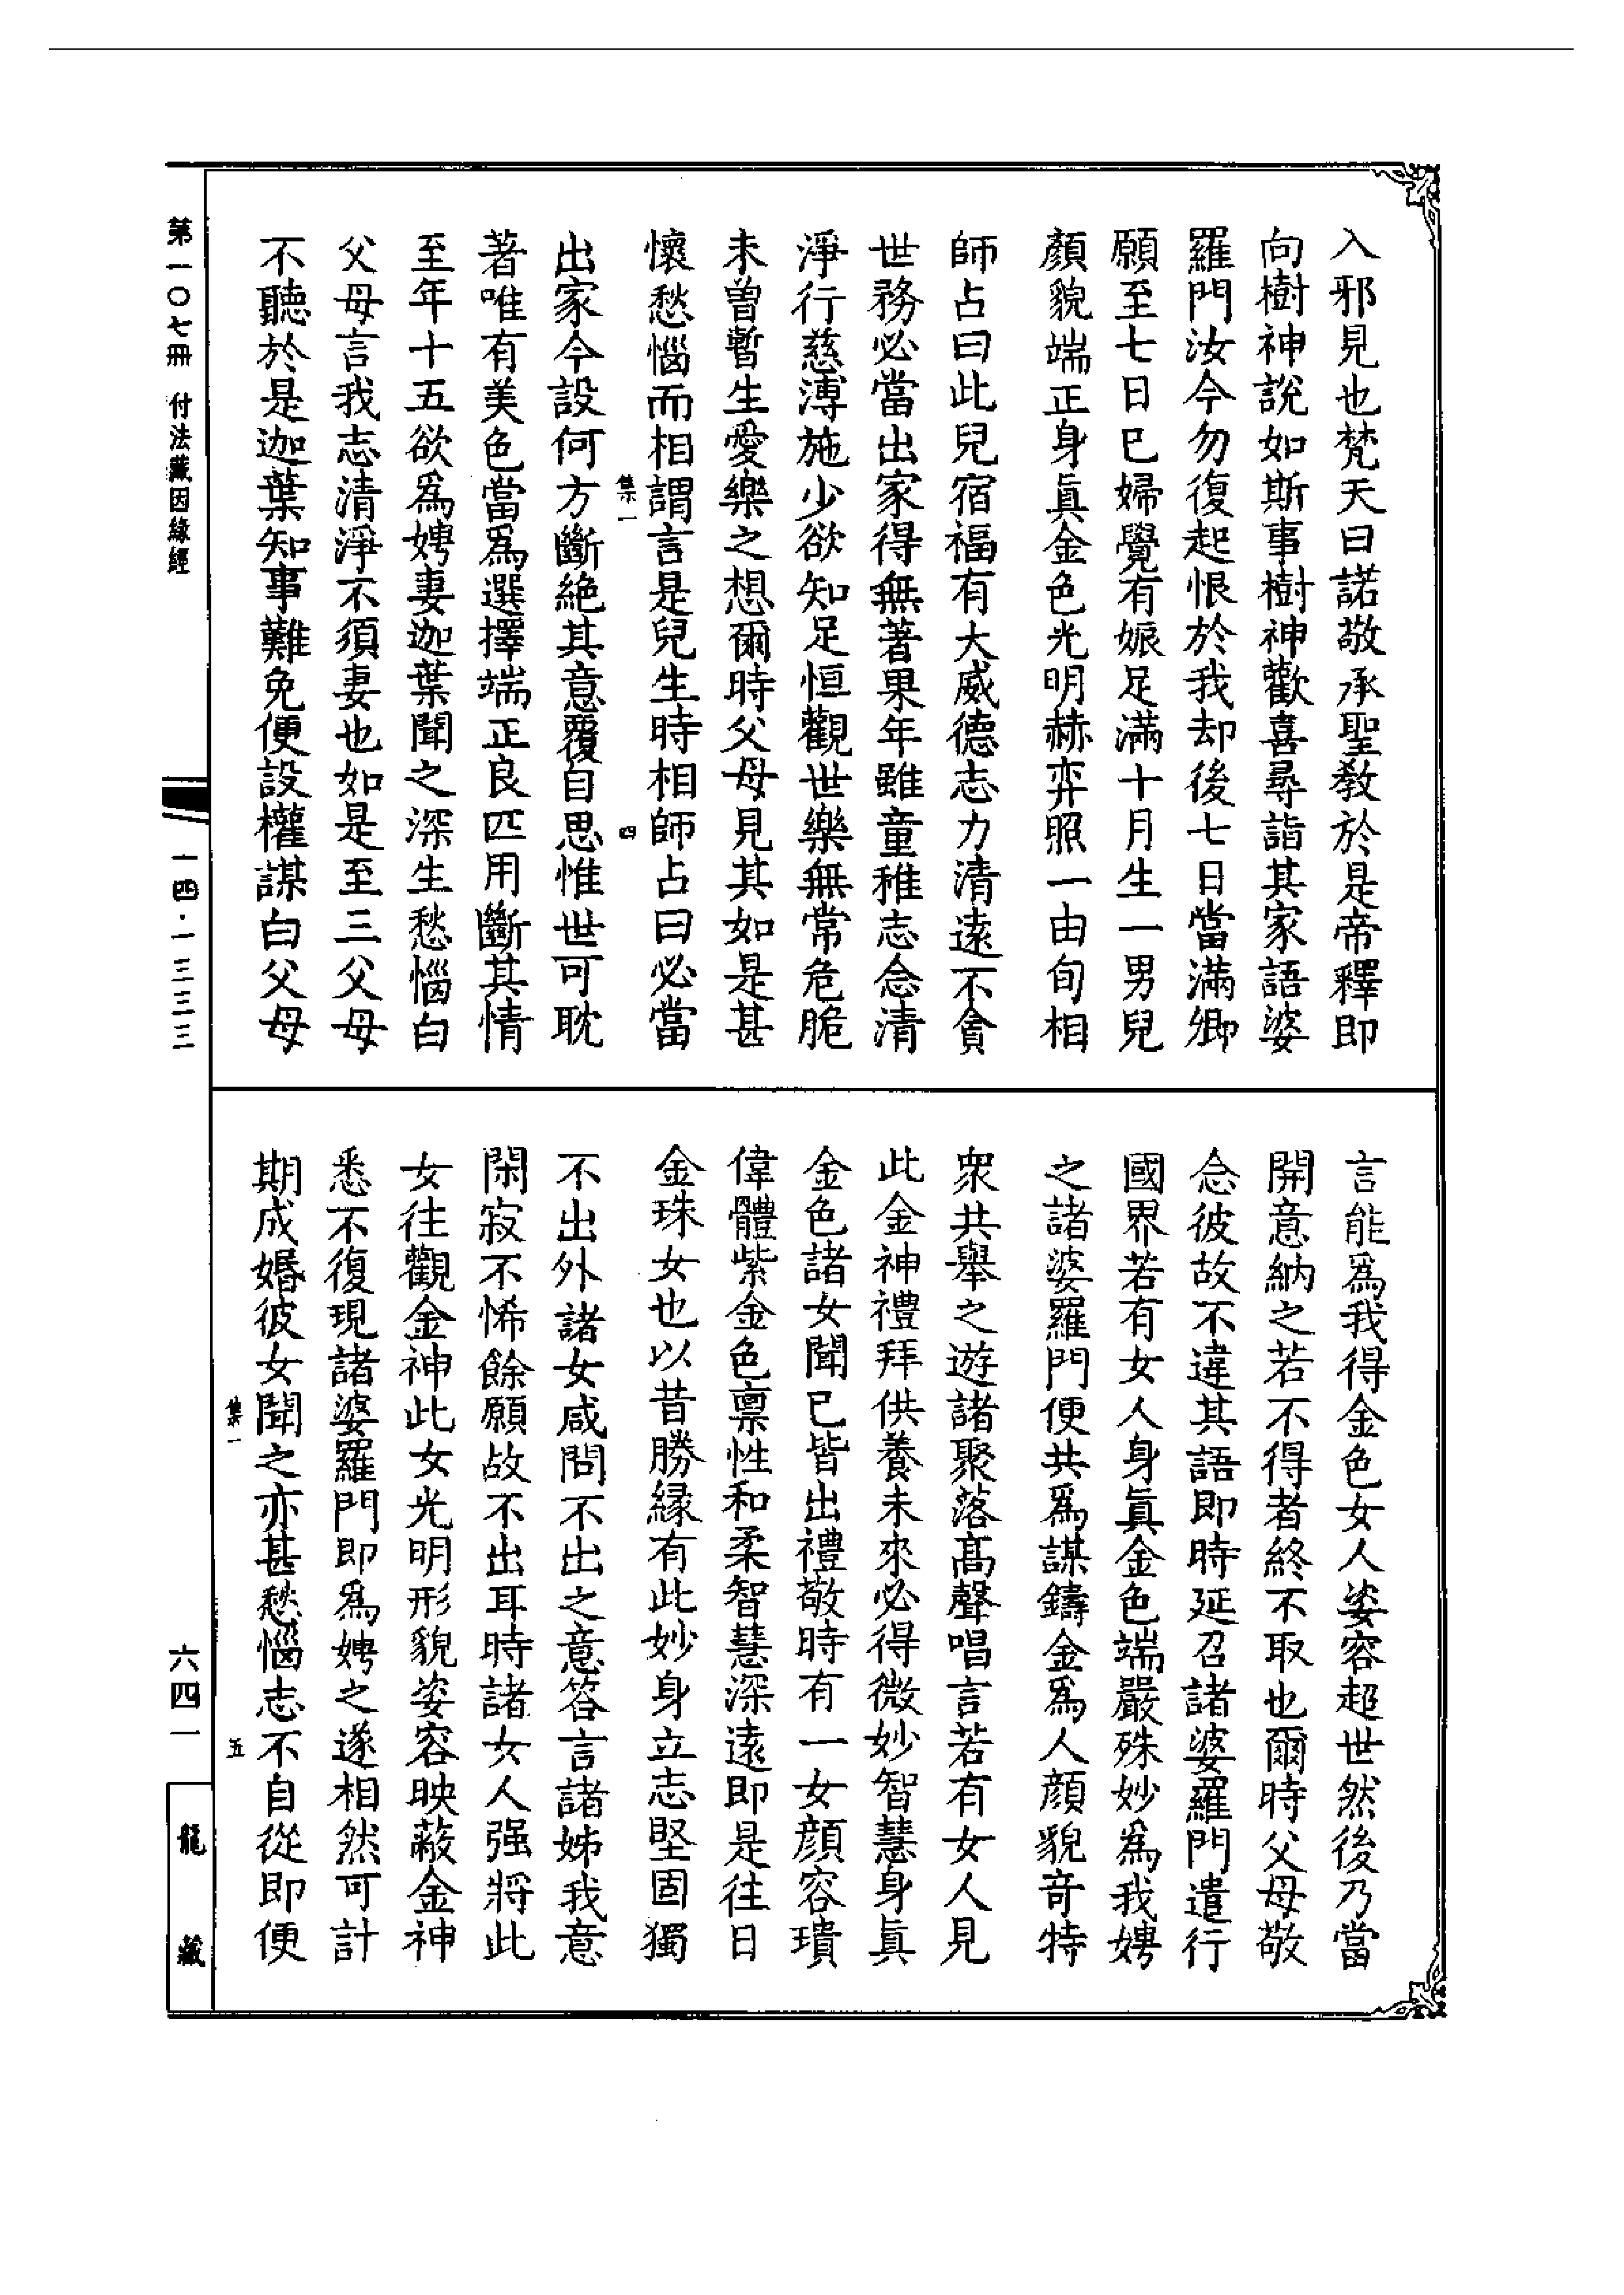 入邪見也梵天曰諾敬承聖教於是帝釋即
向樹神說如斯事樹神歡喜尋詣其家語婆
羅門汝今勿復起恨於我却後七日當滿卿
願至七日已婦覺有娠足滿十月生一男兒
顏貌端正身真金色光明赫弈照一由旬相
師占曰此兒宿福有大威德志力清遠不貪
世務必當出家得無著果年雖童稚志念清
淨行慈溥施少欲知足恒觀世樂無常危脆
未曾暫生愛樂之想爾時父母見其如是甚
懷愁惱而相謂言是兒生時相師占曰必當
集一
四
出家今設何方斷絕其意覆自思惟世可耽
著唯有美色當為選擇端正良匹用斷其情
至年十五欲為娉妻迦葉聞之深生愁惱白
父母言我志清淨不須妻也如是至三父母
不聽於是迦葉知事難免便設權謀白父母
言能為我得金色女人姿容超世然後乃當
開意納之若不得者終不取也爾時父母敬
念彼故不違其語即時延召諸婆羅門遣行
國界若有女人身真金色端嚴殊妙為我娉
之諸婆羅門便共為謀鑄金為人顏貌奇特
眾共舉之遊諸聚落高聲唱言若有女人見
此金神禮拜供養未來必得微妙智慧身真
金色諸女聞已皆出禮敬時有一女顏容瓌
偉體紫金色禀性和柔智慧深遠即是往日
金珠女也以昔勝緣有此妙身立志堅固獨
不出外諸女咸問不出之意答言諸姊我意
閑寂不悕餘願故不出耳時諸女人强將此
女往觀金神此女光明形貌姿容映蔽金神
悉不復現諸婆羅門即為娉之遂相然可計
期成婚彼女聞之亦甚愁惱志不自從即便
集一
五
第一〇七冊 付法藏因緣經
一四·一三三三
六四一
龍藏